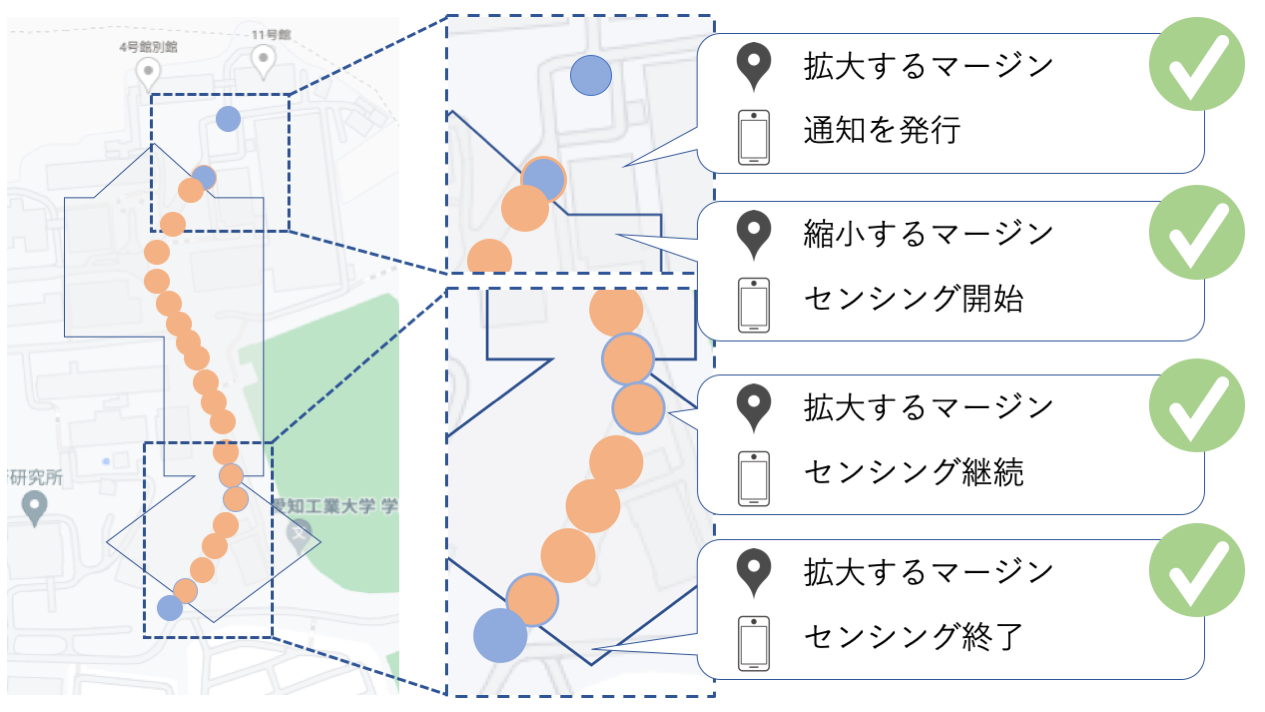 4号館別館
11号館
研究所
愛知工業大学 学
文
拡大するマージン
通知を発行
縮小するマージン
センシング開始
拡大するマージン
センシング継続
拡大するマージン
センシング終了